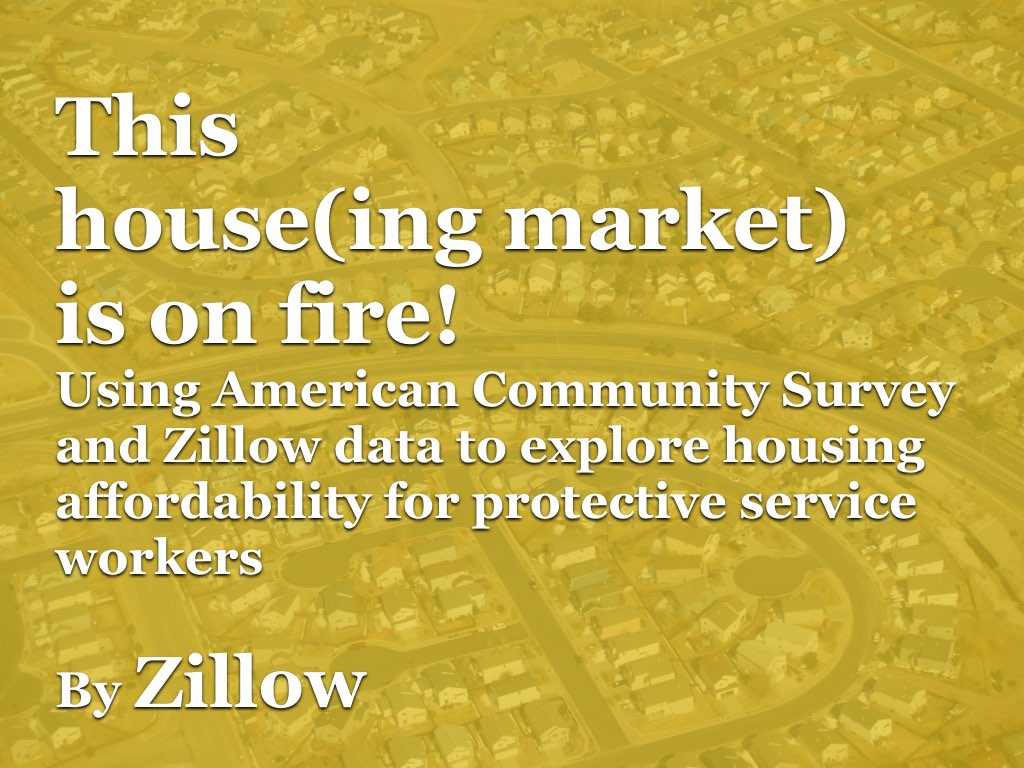 This
house(ing market)
is on fire!
Using American Community Survey
and Zillow data to explore housing
affordability for protective service
workers
By Zillow